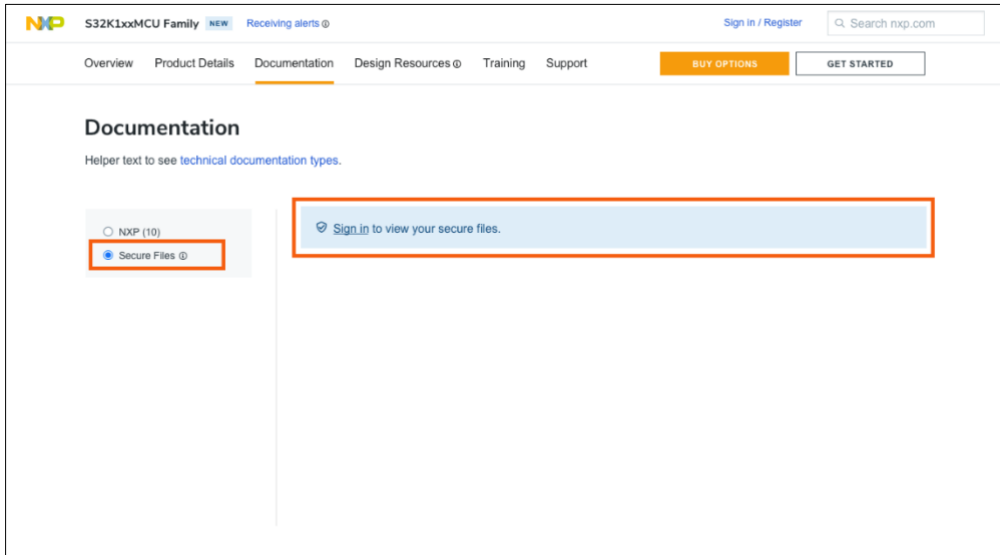 NXP S32K1xxMCU Family NEW Receiving alerts Sign in / Register Search nxp.com
Overview Product Details Documentation Design Resources Training Support BUY OPTIONS GET STARTED
Documentation
Helper text to see technical documentation types.
NXP (10)
Sign in to view your secure files.
Secure Files